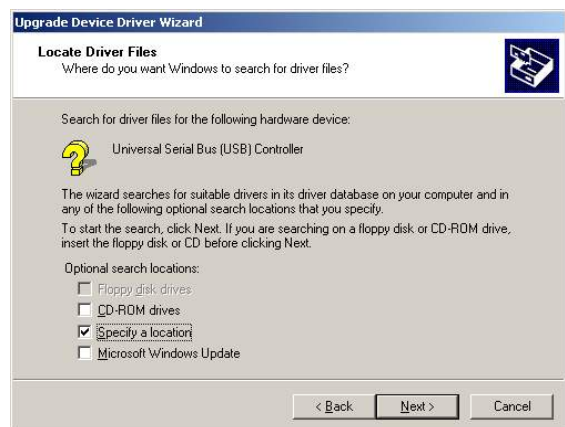 Upgrade Device Driver Wizard
Locate Driver Files
Where do you want Windows to search for driver files?
Search for driver files for the following hardware device:
Universal Serial Bus (USB) Controller
The wizard searches for suitable drivers in its driver database on your computer and in
any of the following optional search locations that you specify.
To start the search, click Next. If you are searching on a floppy disk or CD-ROM drive,
insert the floppy disk or CD before clicking Next.
Optional search locations:
Floppy disk drives
CD-ROM drives
Specify a location
Microsoft Windows Update
< Back Next > Cancel